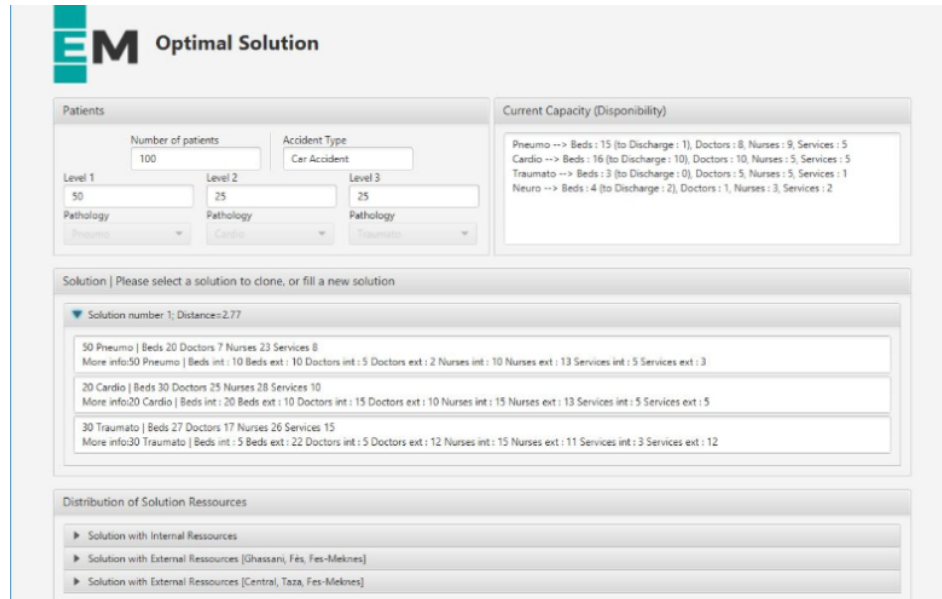 EM Optimal Solution
Patients
Number of patients
Accident Type
100
Car Accident
Level 1
Level 2
Level 3
50
25
25
Pathology
Pathology
Pathology
Pneumo
Cardio
Traumato
Current Capacity (Disponibility)
Pneumo --> Beds : 15 (to Discharge : 1), Doctors : 8, Nurses : 9, Services : 5
Cardio --> Beds : 16 (to Discharge : 10), Doctors : 10, Nurses : 5, Services : 5
Traumato --> Beds : 3 (to Discharge : 0), Doctors : 5, Nurses : 5, Services : 1
Neuro --> Beds : 4 (to Discharge : 2), Doctors : 1, Nurses : 3, Services : 2
Solution | Please select a solution to clone, or fill a new solution
Solution number 1; Distance=2.77
50 Pneumo | Beds 20 Doctors 7 Nurses 23 Services 8
More info:50 Pneumo | Beds int : 10 Beds ext : 10 Doctors int : 5 Doctors ext : 2 Nurses int : 10 Nurses ext : 13 Services int : 5 Services ext : 3
20 Cardio | Beds 30 Doctors 25 Nurses 28 Services 10
More info:20 Cardio | Beds int : 20 Beds ext : 10 Doctors int : 15 Doctors ext : 10 Nurses int : 15 Nurses ext : 13 Services int : 5 Services ext : 5
30 Traumato | Beds 27 Doctors 17 Nurses 26 Services 15
More info:30 Traumato | Beds int : 5 Beds ext : 22 Doctors int : 5 Doctors ext : 12 Nurses int : 15 Nurses ext : 11 Services int : 3 Services ext : 12
Distribution of Solution Ressources
Solution with Internal Ressources
Solution with External Ressources [Ghassani, Fès, Fes-Meknes]
Solution with External Ressources [Central, Taza, Fes-Meknes]